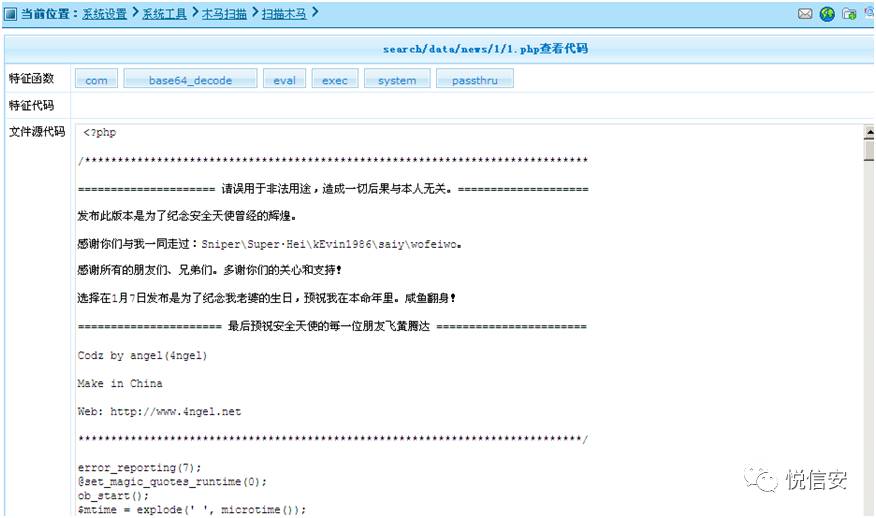 当前位置：系统设置 > 系统工具 > 木马扫描 > 扫描木马 >
search/data/news/1/1.php查看代码
特征函数 com base64_decode eval exec system passthru
特征代码
文件源代码 <?php
/*****************************************************************************
===================== 请误用于非法用途，造成一切后果与本人无关。====================
发布此版本是为了纪念安全天使曾经的辉煌。
感谢你们与我一同走过：Sniper\Super·Hei\kEvin1986\saiy\wofeiwo。
感谢所有的朋友们、兄弟们。多谢你们的关心和支持！
选择在1月7日发布是为了纪念我老婆的生日，预祝我在本命年里。咸鱼翻身！
====================== 最后预祝安全天使的每一位朋友飞黄腾达 =======================
Codz by angel(4ngel)
Make in China
Web: http://www.4ngel.net
*****************************************************************************/
error_reporting(7);
@set_magic_quotes_runtime(0);
ob_start();
$mtime = explode(' ', microtime());
悦信安